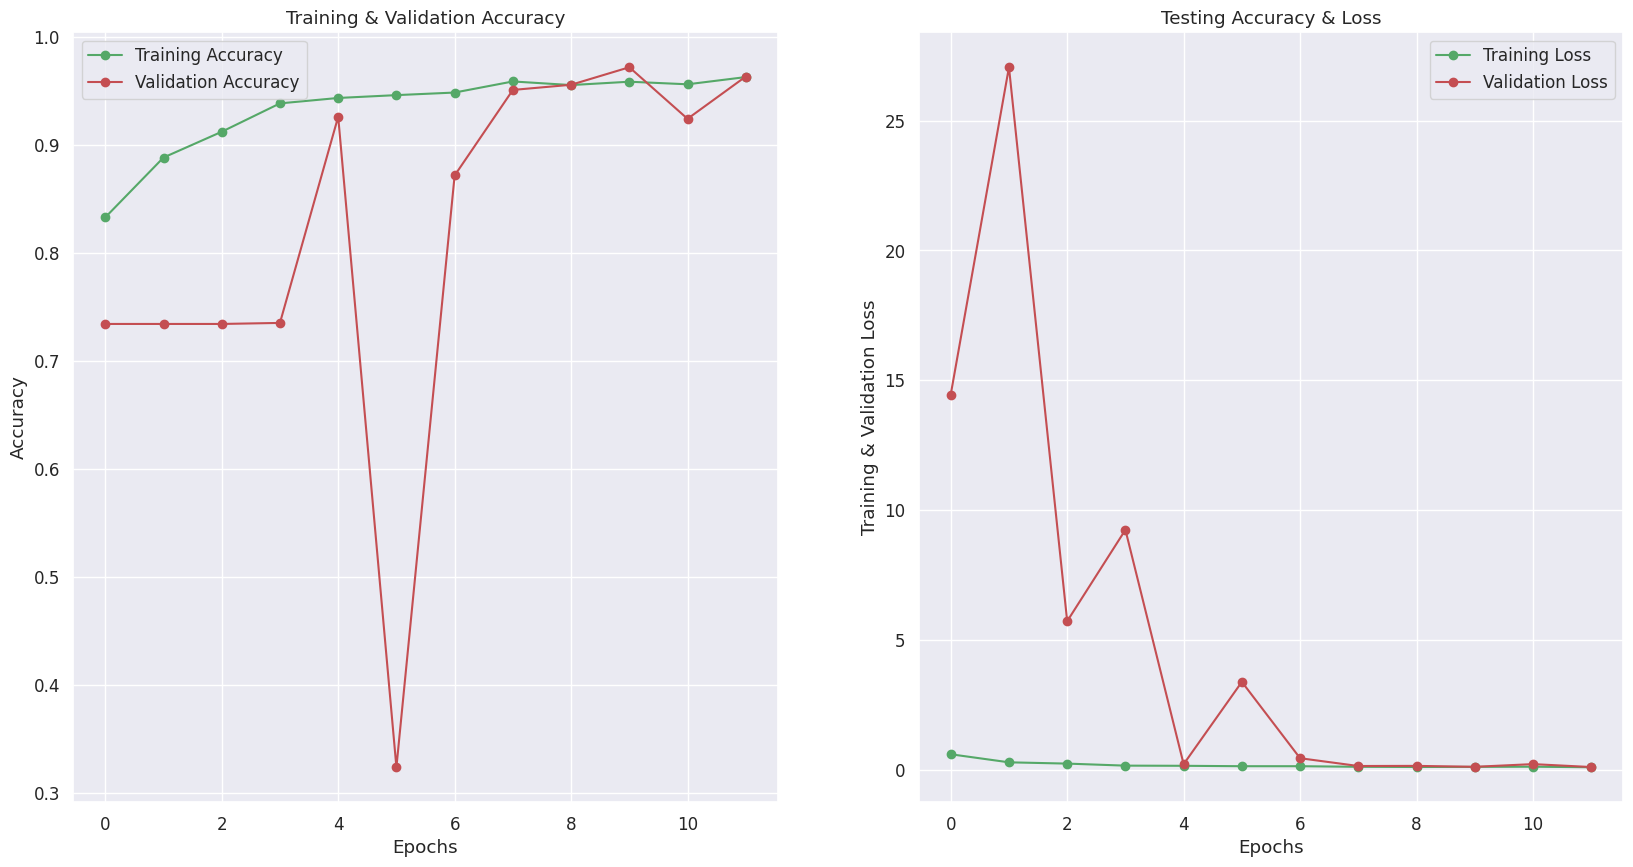 Training & Validation Accuracy
Training Accuracy
Validation Accuracy
1.0
0.9
0.8
0.7
0.6
0.5
0.4
0.3
Accuracy
0 2 4 6 8 10
Epochs
Testing Accuracy & Loss
Training Loss
Validation Loss
25
20
15
10
5
0
Training & Validation Loss
0 2 4 6 8 10
Epochs